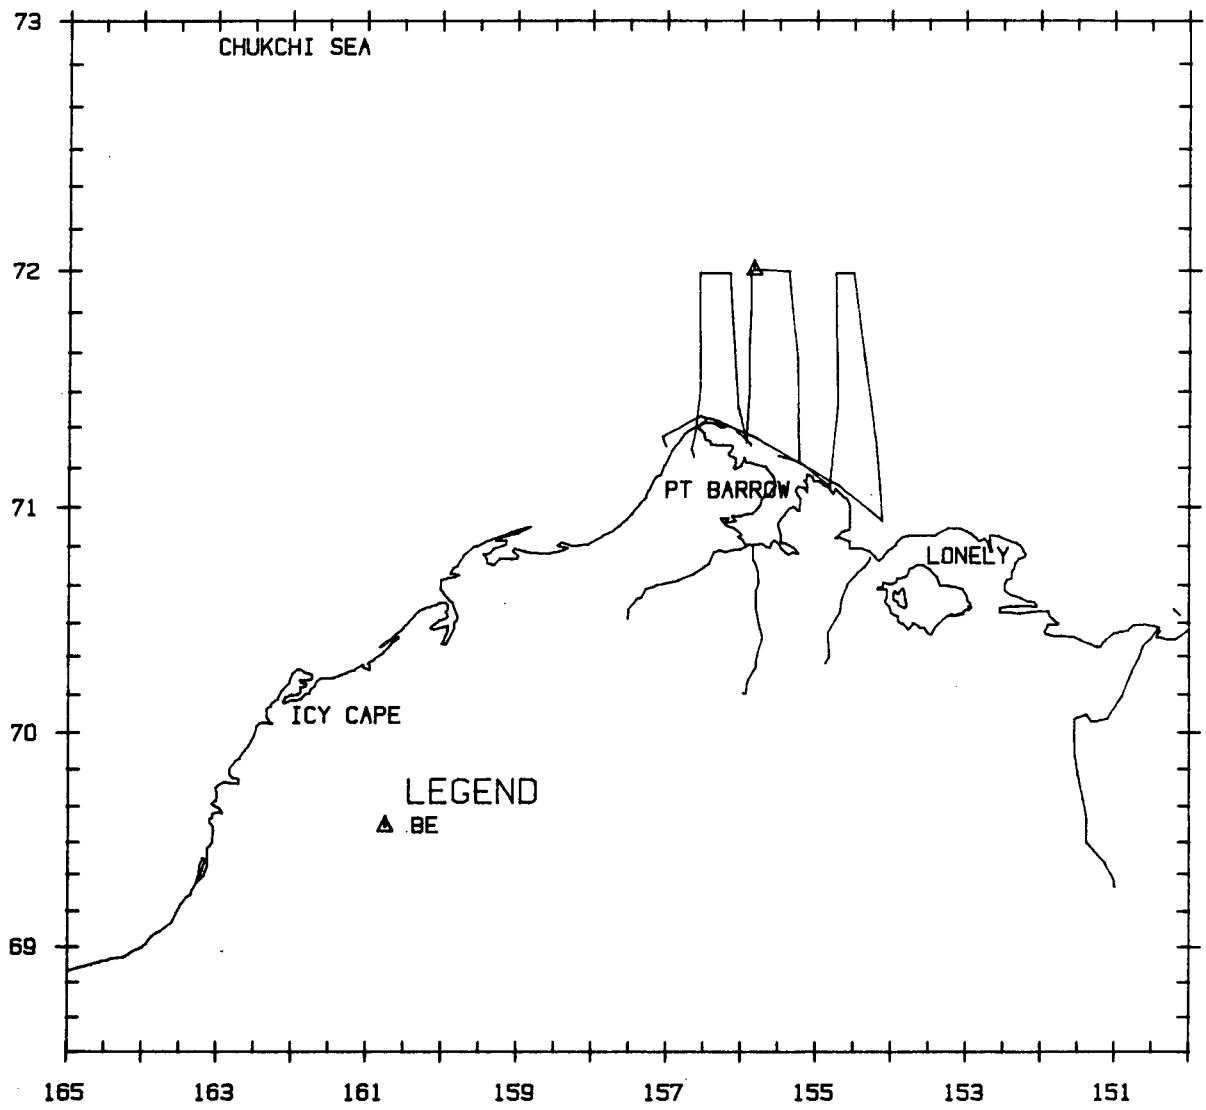 73
CHUKCHI SEA
72
71
PT BARROW
LONELY
70
ICY CAPE
LEGEND
BE
69
165 163 161 159 157 155 153 151